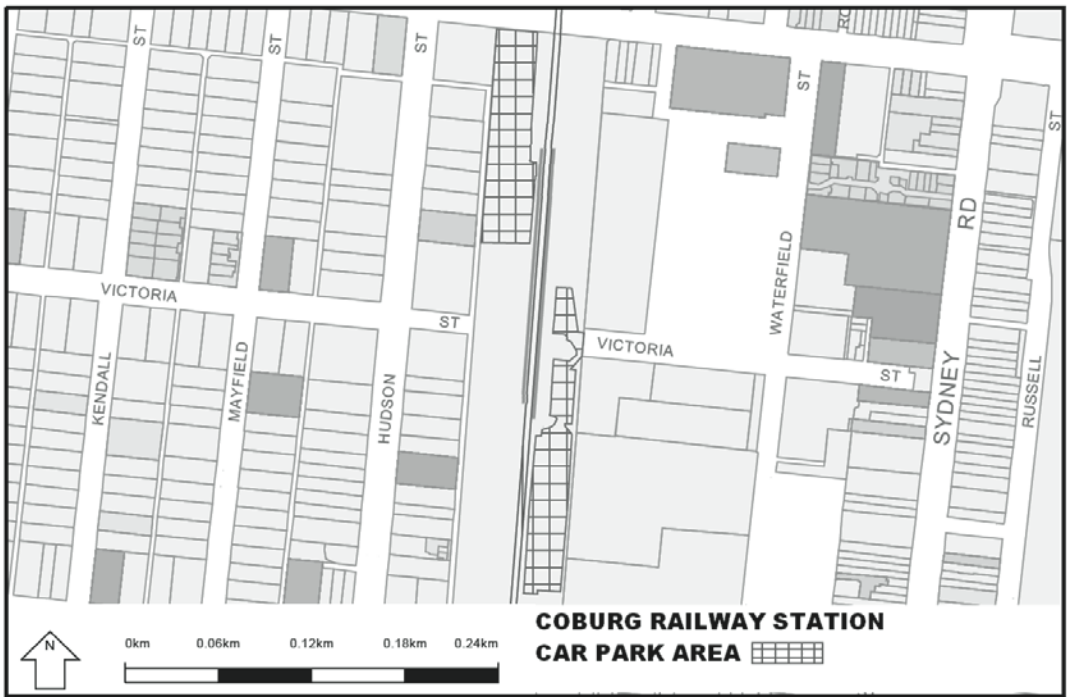 ST
ST
ST
ST
ST
RD
WATERFIELD
VICTORIA
ST
VICTORIA
ST
KENDALL
MAYFIELD
HUDSON
SYDNEY
RUSSELL
N
0km 0.06km 0.12km 0.18km 0.24km
COBURG RAILWAY STATION
CAR PARK AREA